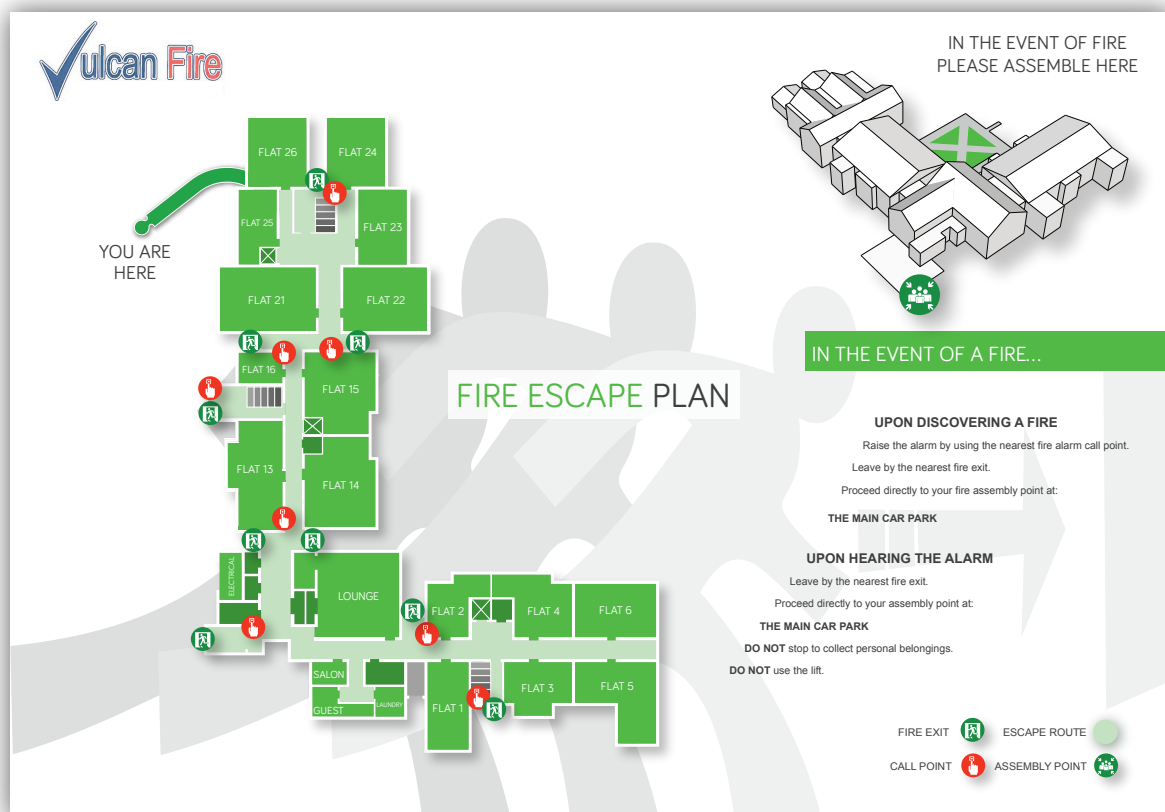 Vulcan Fire
IN THE EVENT OF FIRE
PLEASE ASSEMBLE HERE
FLAT 26
FLAT 24
FLAT 25
FLAT 23
YOU ARE
HERE
FLAT 21
FLAT 22
FLAT 16
FLAT 15
FIRE ESCAPE PLAN
FLAT 13
FLAT 14
ELECTRICAL
LOUNGE
FLAT 2
FLAT 4
FLAT 6
SALON
GUEST
LAUNDRY
FLAT 1
FLAT 3
FLAT 5
IN THE EVENT OF A FIRE...
UPON DISCOVERING A FIRE
Raise the alarm by using the nearest fire alarm call point.
Leave by the nearest fire exit.
Proceed directly to your fire assembly point at:
THE MAIN CAR PARK
UPON HEARING THE ALARM
Leave by the nearest fire exit.
Proceed directly to your assembly point at:
THE MAIN CAR PARK
DO NOT stop to collect personal belongings.
DO NOT use the lift.
FIRE EXIT
ESCAPE ROUTE
CALL POINT
ASSEMBLY POINT